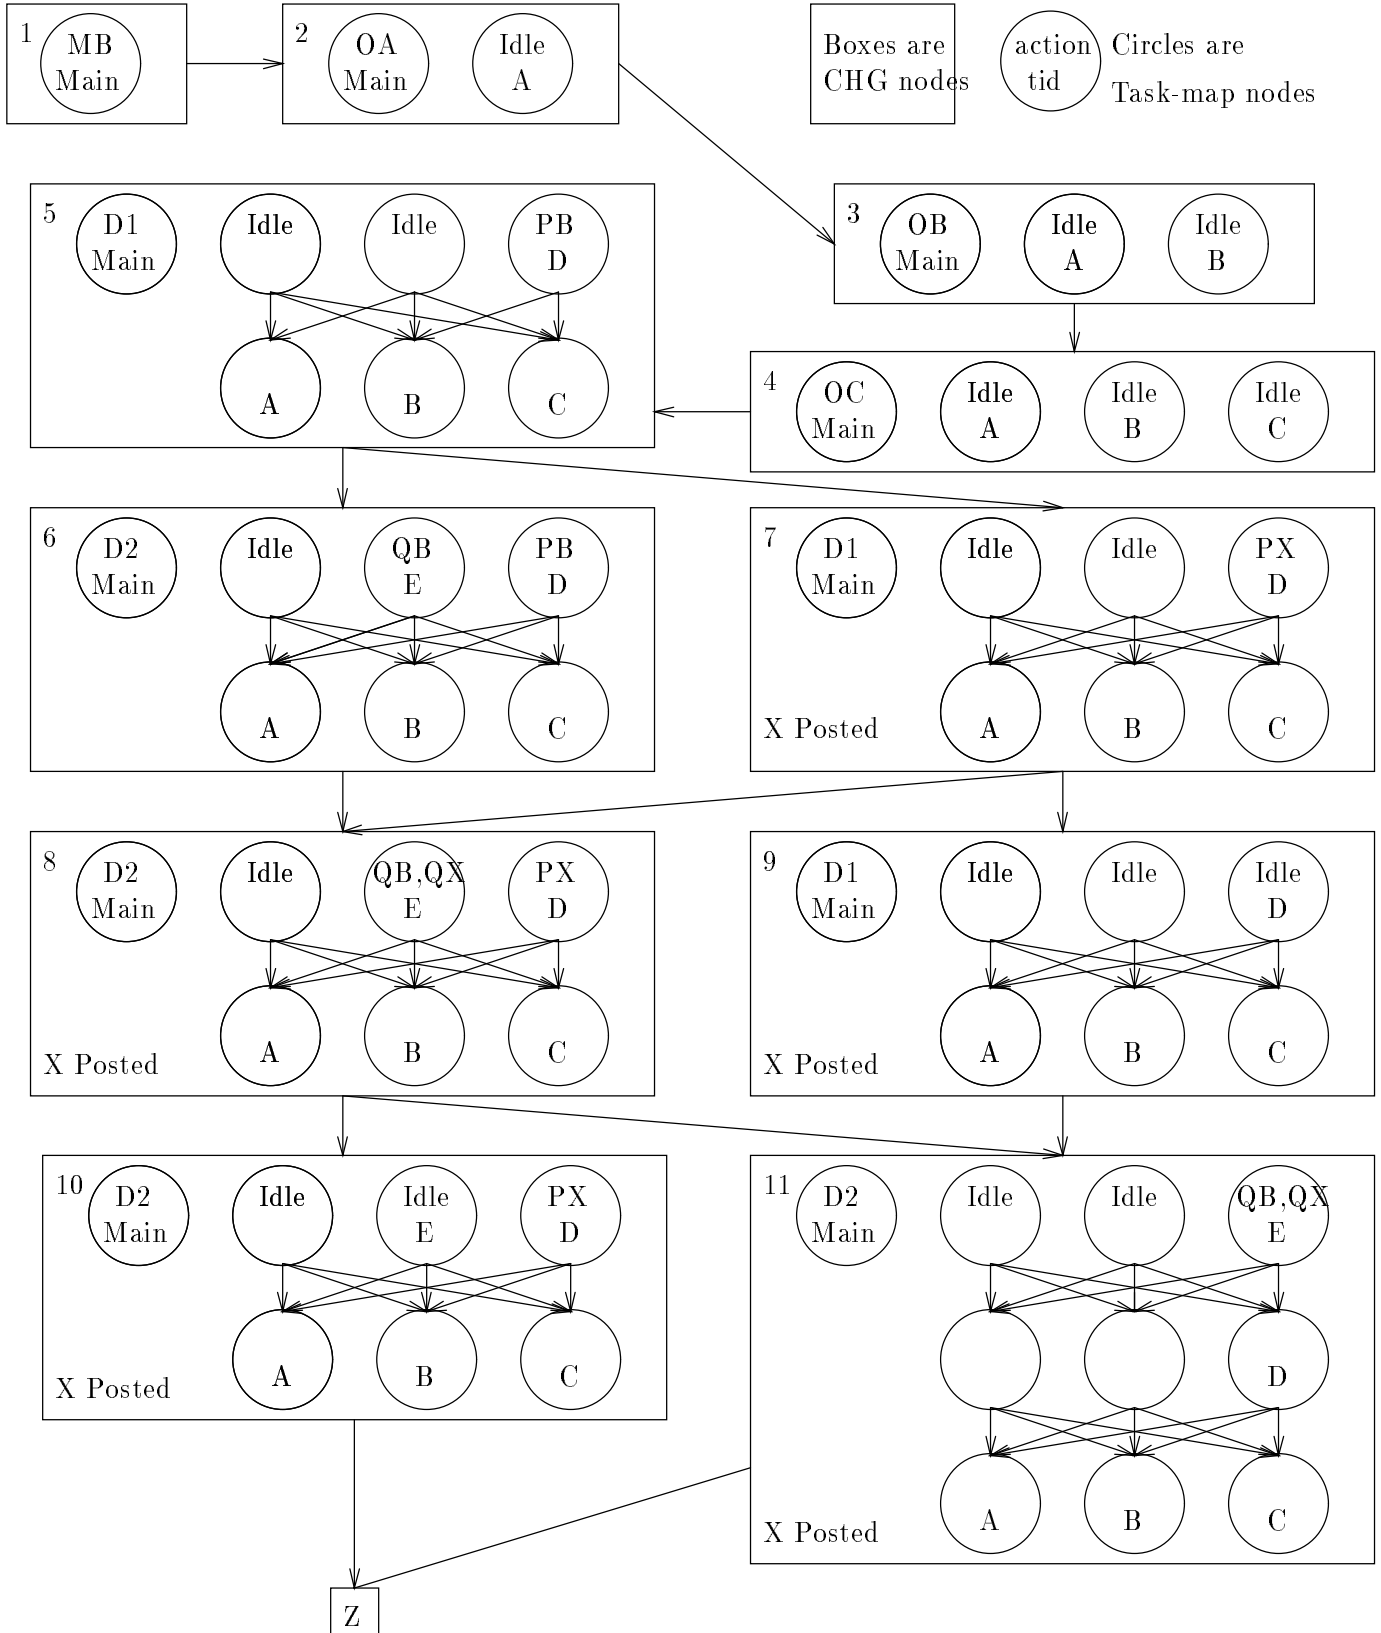 1
MB
Main
2
OA
Main
Idle
A
Boxes are
CHG nodes
action
tid
Circles are
Task-map nodes
3
OB
Main
Idle
A
Idle
B
4
OC
Main
Idle
A
Idle
B
Idle
C
5
D1
Main
Idle
Idle
PB
D
A
B
C
6
D2
Main
Idle
QB
E
PB
D
A
B
C
7
D1
Main
Idle
Idle
PX
D
A
B
C
X Posted
8
D2
Main
Idle
QB,QX
E
PX
D
A
B
C
X Posted
9
D1
Main
Idle
Idle
Idle
D
A
B
C
X Posted
10
D2
Main
Idle
Idle
E
PX
D
A
B
C
X Posted
11
D2
Main
Idle
Idle
QB,QX
E
D
A
B
C
X Posted
Z